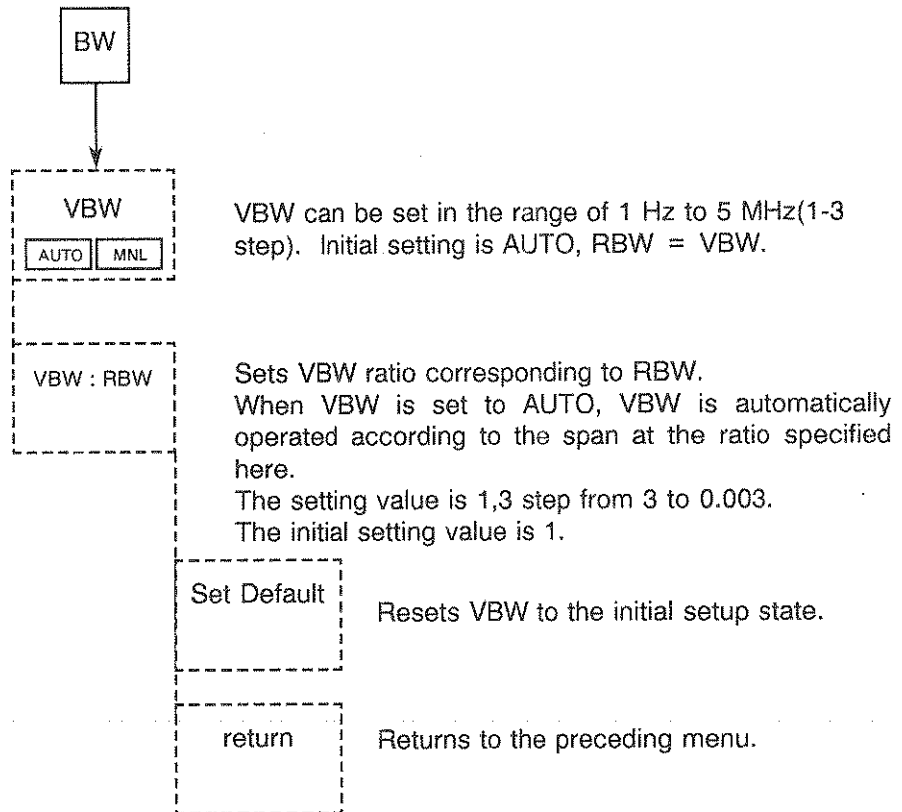 BW
VBW
AUTO MNL
VBW can be set in the range of 1 Hz to 5 MHz(1-3
step). Initial setting is AUTO, RBW = VBW.
VBW : RBW
Sets VBW ratio corresponding to RBW.
When VBW is set to AUTO, VBW is automatically
operated according to the span at the ratio specified
here.
The setting value is 1,3 step from 3 to 0.003.
The initial setting value is 1.
Set Default
Resets VBW to the initial setup state.
return
Returns to the preceding menu.